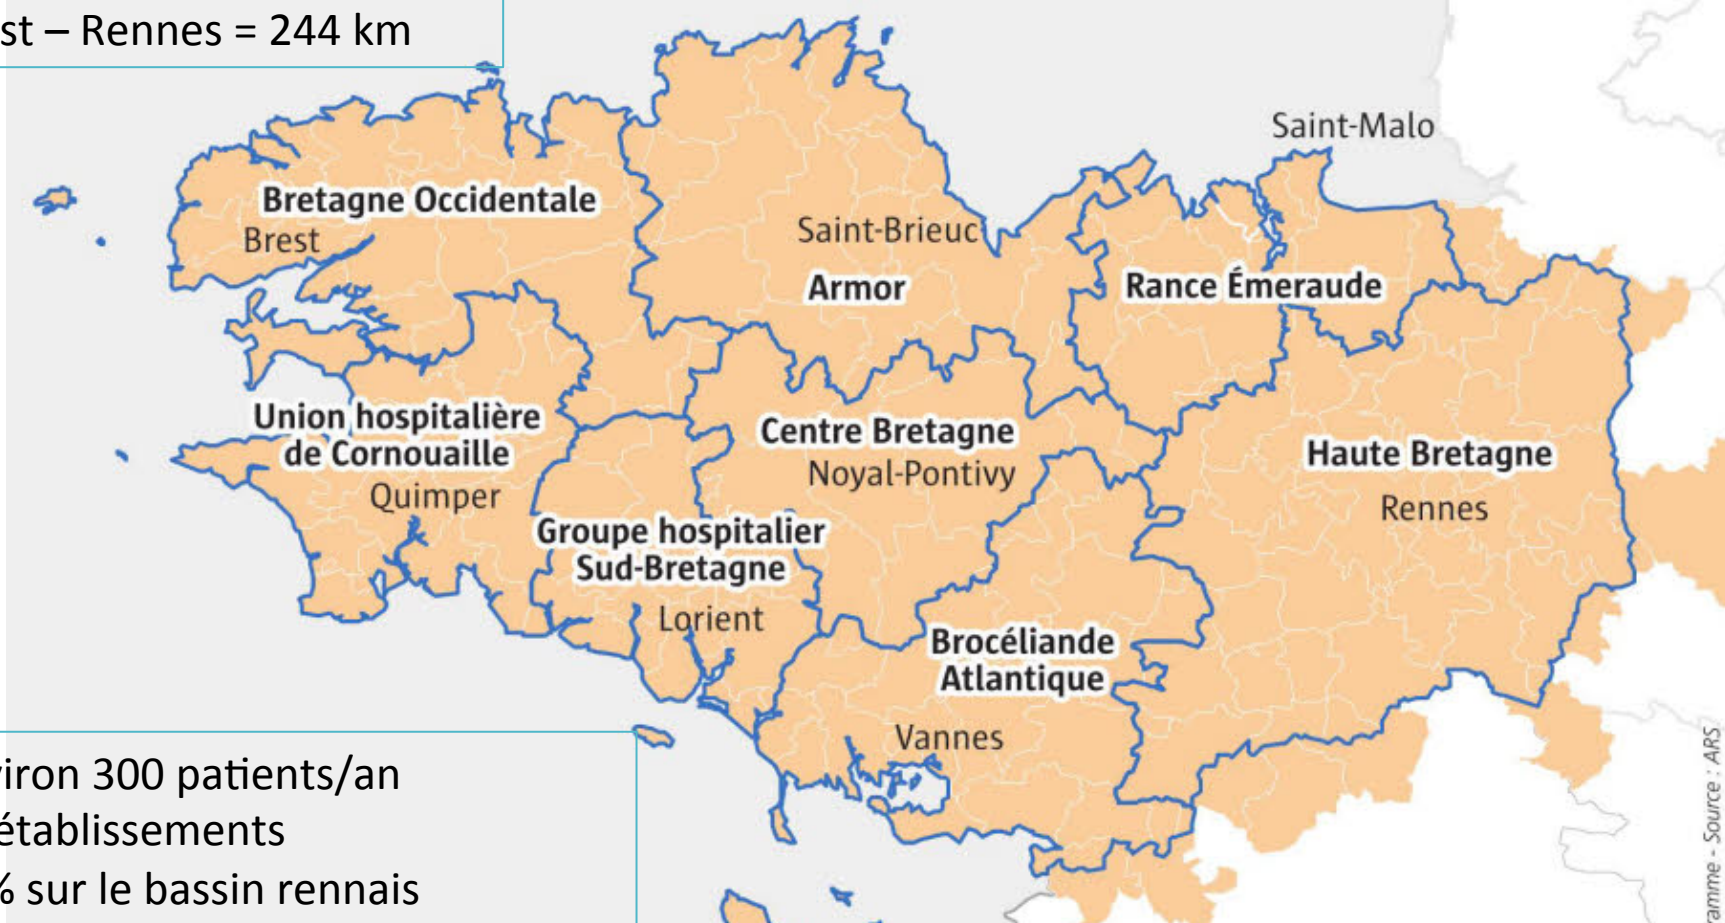 st – Rennes = 244 km
Saint-Malo
Bretagne Occidentale
Brest
Saint-Brieuc
Armor
Rance Émeraude
Union hospitalière
de Cornouaille
Quimper
Centre Bretagne
Noyal-Pontivy
Haute Bretagne
Rennes
Groupe hospitalier
Sud-Bretagne
Lorient
Brocéliande
Atlantique
Vannes
viron 300 patients/an
établissements
% sur le bassin rennais
ramme - Source : ARS